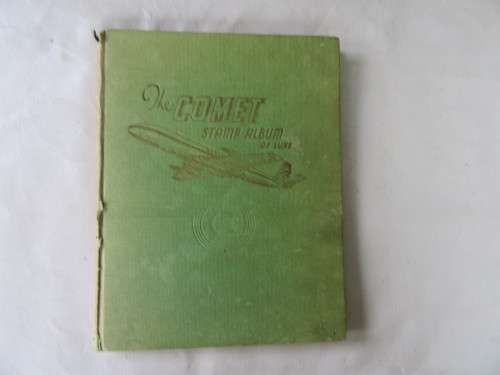 The COMET
STAMP ALBUM
DE LUXE